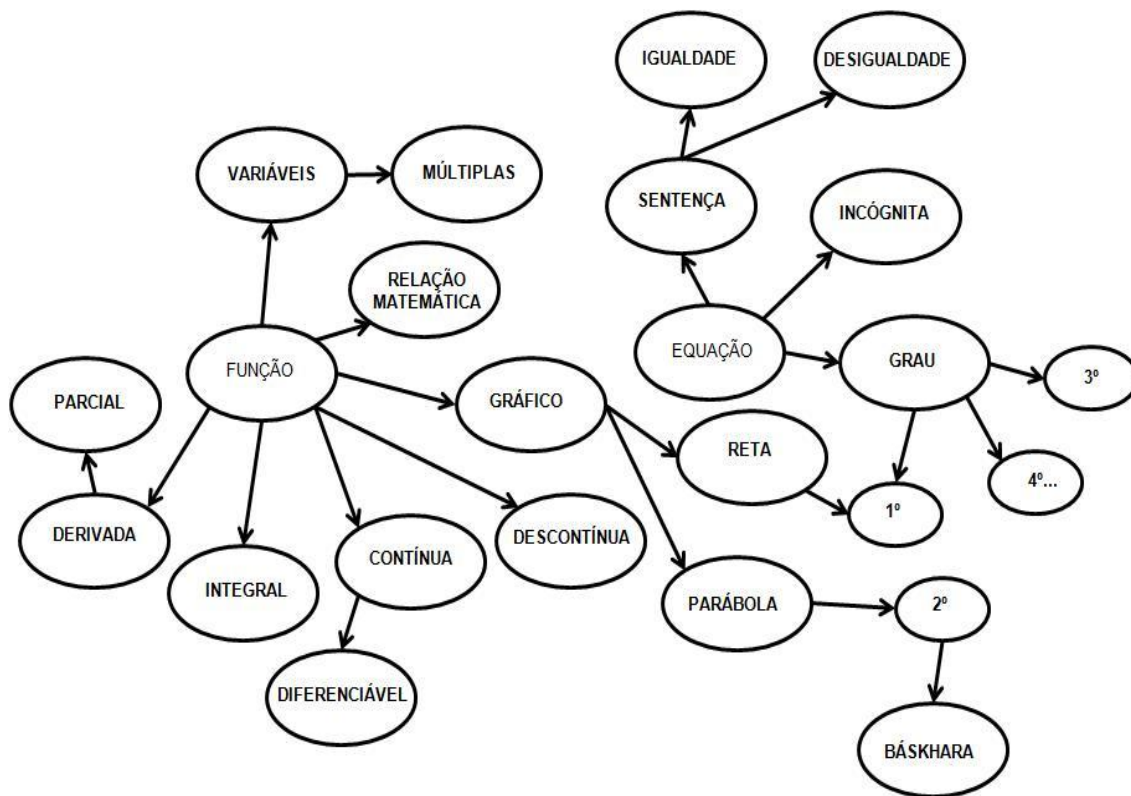 IGUALDADE
DESIGUALDADE
VARIÁVEIS
MÚLTIPLAS
SENTENÇA
INCÓGNITA
RELAÇÃO
MATEMÁTICA
FUNÇÃO
EQUAÇÃO
GRAU
3º
PARCIAL
GRÁFICO
RETA
4º...
1º
DERIVADA
INTEGRAL
CONTÍNUA
DESCONTÍNUA
PARÁBOLA
2º
DIFERENCIÁVEL
BÁSKHARA